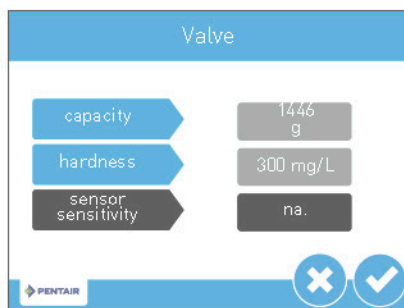 Valve
capacity
1446
g
hardness
300 mg/L
sensor
sensitivity
na.
PENTAIR